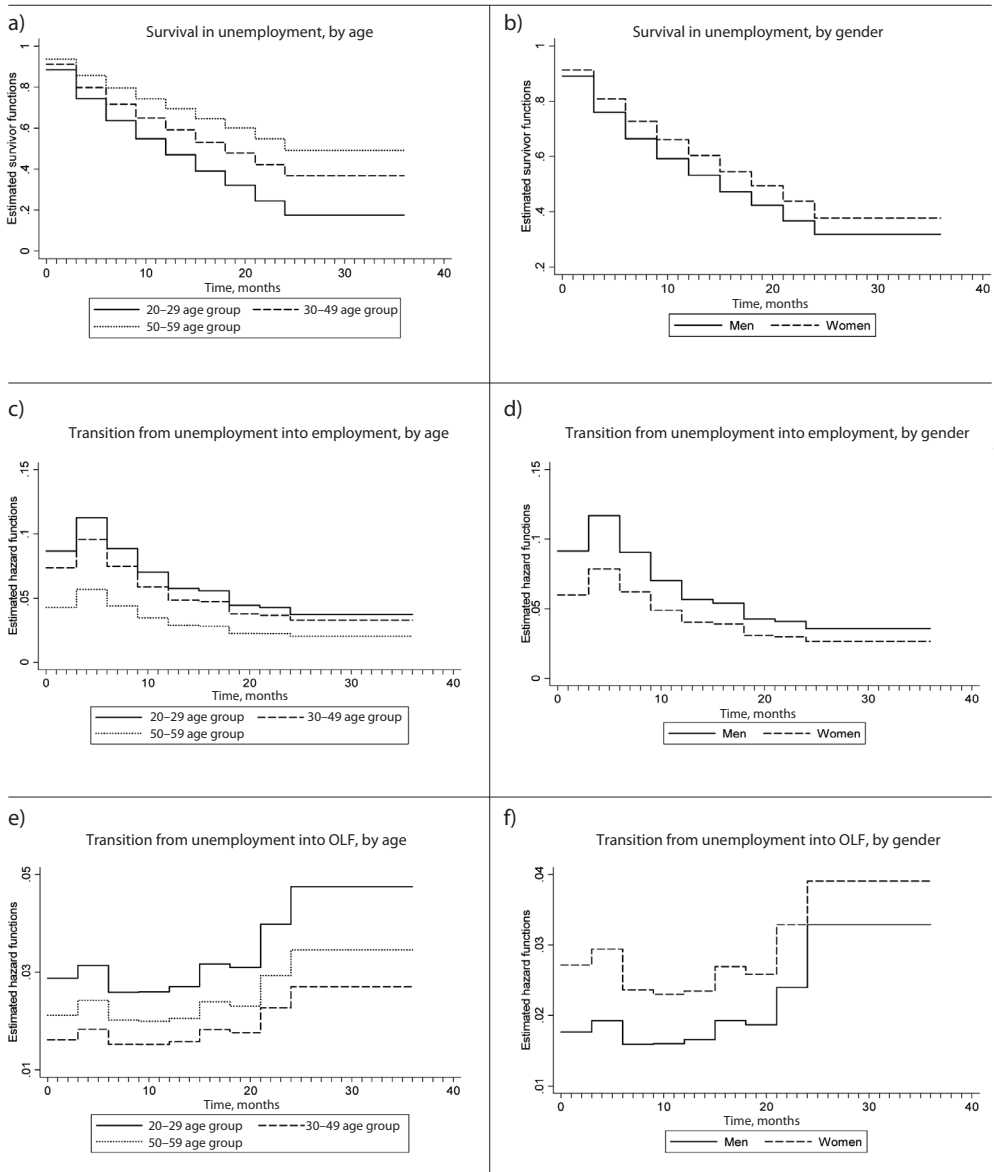 a)
Survival in unemployment, by age
Estimated survivor functions
1
.8
.6
.4
.2
0
0 10 20 30 40
Time, months
20–29 age group 30–49 age group
50–59 age group
b)
Survival in unemployment, by gender
Estimated survivor functions
1
.8
.6
.4
.2
0 10 20 30 40
Time, months
Men Women
c)
Transition from unemployment into employment, by age
Estimated hazard functions
.15
.1
.05
0
0 10 20 30 40
Time, months
20–29 age group 30–49 age group
50–59 age group
d)
Transition from unemployment into employment, by gender
Estimated hazard functions
.15
.1
.05
0
0 10 20 30 40
Time, months
Men Women
e)
Transition from unemployment into OLF, by age
Estimated hazard functions
.05
.03
.01
0 10 20 30 40
Time, months
20–29 age group 30–49 age group
50–59 age group
f)
Transition from unemployment into OLF, by gender
Estimated hazard functions
.04
.03
.02
.01
0 10 20 30 40
Time, months
Men Women